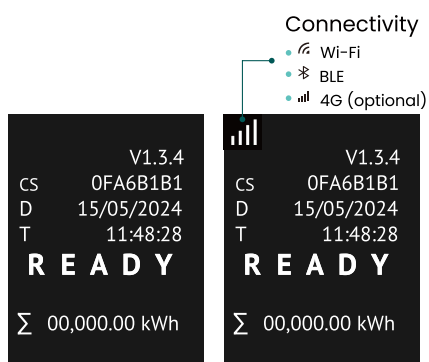 Connectivity
Wi-Fi
BLE
4G (optional)
V1.3.4
CS 0FA6B1B1
D 15/05/2024
T 11:48:28
READY
∑ 00,000.00 kWh
V1.3.4
CS 0FA6B1B1
D 15/05/2024
T 11:48:28
READY
∑ 00,000.00 kWh